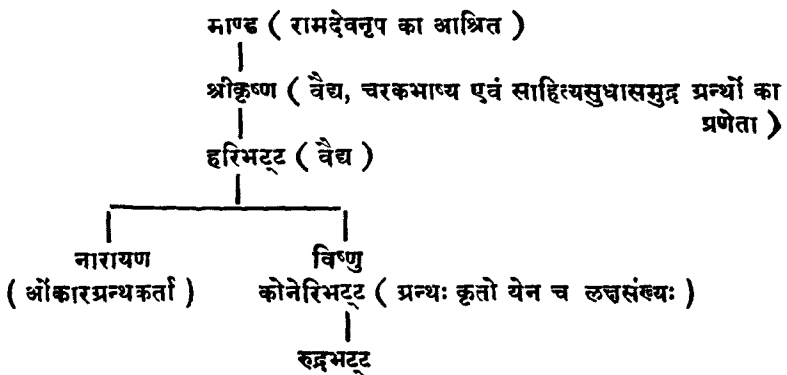 माण्ड ( रामदेवनृप का आश्रित )
श्रीकृष्ण ( वैद्य, चरकभाष्य एवं साहित्यसुधासमुद्र ग्रन्थों का
प्रणेता )
हरिभट्ट ( वैद्य )
नारायण विष्णु
( ओंकारग्रन्थकर्ता ) कोनेरिभट्ट ( ग्रन्थः कृतो येन च लक्षसंख्यः )
रुद्रभट्ट